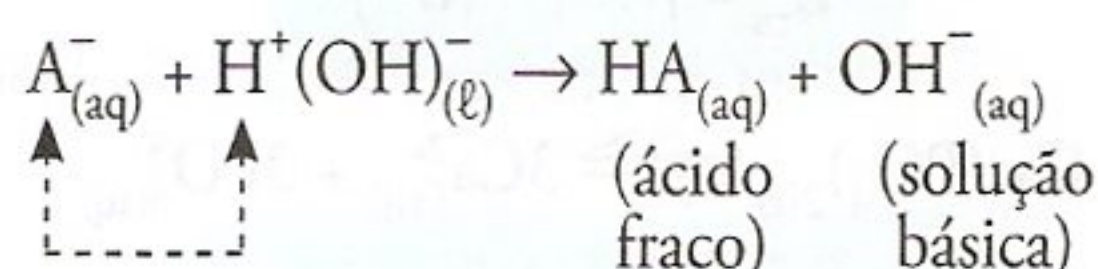 A⁻(aq) + H⁺(OH)⁻(ℓ) → HA(aq) + OH⁻(aq)
(ácido (solução
fraco) básica)